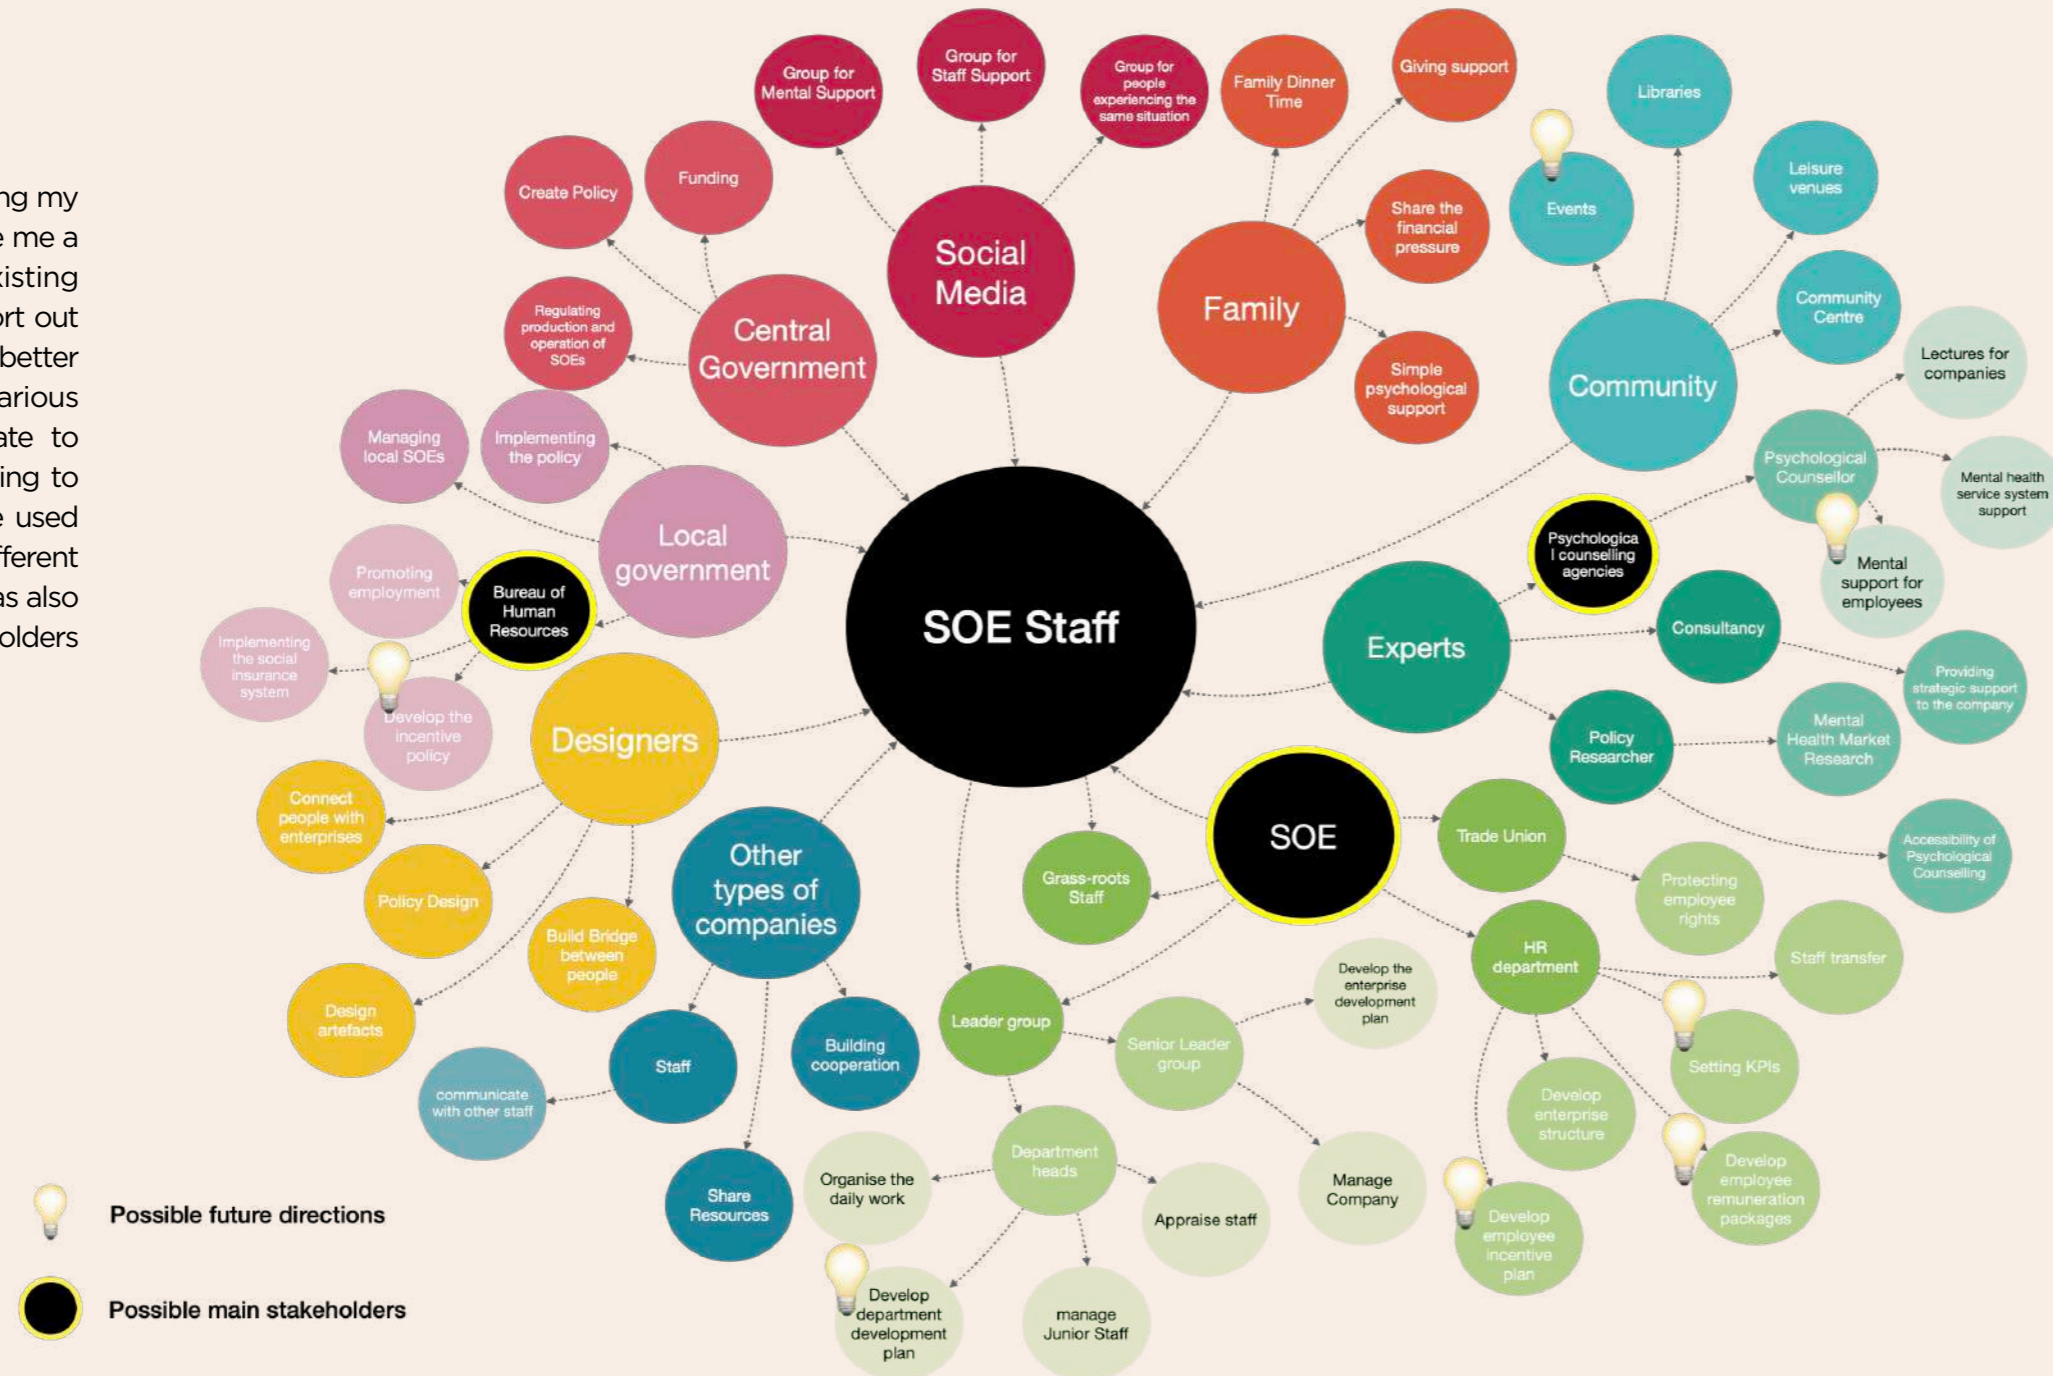 ng my
e me a
xisting
ort out
better
arious
ate to
ing to
e used
fferent
as also
olders
Group for
Mental Support
Group for
Staff Support
Group for
people
experiencing the
same situation
Family Dinner
Time
Giving support
Libraries
Create Policy
Funding
Leisure
venues
Events
Share the
financial
pressure
Social
Media
Family
Community
Centre
Regulating
production and
operation of
SOEs
Central
Government
Simple
psychological
support
Community
Lectures for
companies
Managing
local SOEs
Implementing
the policy
Psychological
Counsellor
Mental health
service system
support
Local
government
Psychologica
l counselling
agencies
Mental
support for
employees
Promoting
employment
Bureau of
Human
Resources
SOE Staff
Experts
Consultancy
Implementing
the social
insurance
system
Develop the
incentive
policy
Designers
Policy
Researcher
Mental
Health Market
Research
Providing
strategic support
to the company
Connect
people with
enterprises
Policy Design
Build Bridge
between
people
Design
artefacts
Other
types of
companies
SOE
Trade Union
Accessibility of
Psychological
Counselling
Grass-roots
Staff
Protecting
employee
rights
HR
department
Staff transfer
Leader group
Senior Leader
group
Develop the
enterprise
development
plan
Staff
Building
cooperation
communicate
with other staff
Setting KPIs
Develop
enterprise
structure
Department
heads
Organise the
daily work
Share
Resources
Appraise staff
Manage
Company
Develop
employee
remuneration
packages
Develop
employee
incentive
plan
Develop
department
development
plan
manage
Junior Staff
Possible future directions
Possible main stakeholders